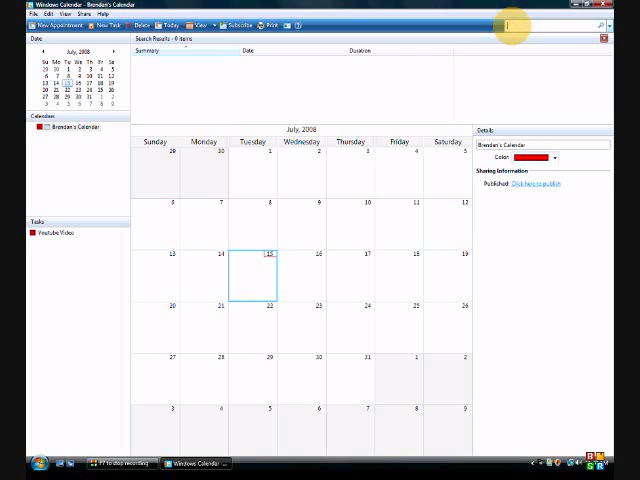 Windows Calendar - Brendan's Calendar
File Edit View Share Help
New Appointment New Task Delete Today View Subscribe Print
Date
July, 2008
Su Mo Tu We Th Fr Sa
29 30 1 2 3 4 5
6 7 8 9 10 11 12
13 14 15 16 17 18 19
20 21 22 23 24 25 26
27 28 29 30 31 1 2
3 4 5 6 7 8 9
Calendars
Brendan's Calendar
Tasks
Youtube Video
Search Results - 0 items
Summary Date Duration
July, 2008
Sunday Monday Tuesday Wednesday Thursday Friday Saturday
29 30 1 2 3 4 5
6 7 8 9 10 11 12
13 14 15 16 17 18 19
20 21 22 23 24 25 26
27 28 29 30 31 1 2
3 4 5 6 7 8 9
Details
Brendan's Calendar
Color:
Sharing Information
Published: Click here to publish
F7 to stop recording
Windows Calendar - ...